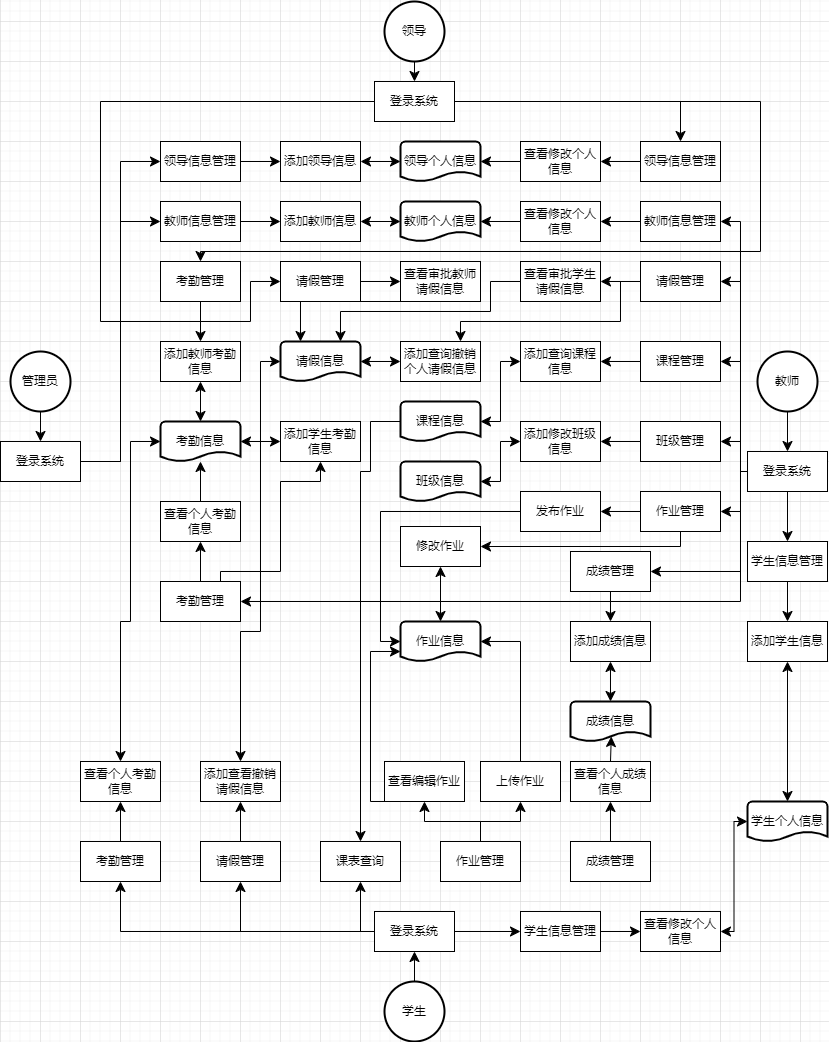 领导
登录系统
领导信息管理
添加领导信息
领导个人信息
查看修改个人
信息
领导信息管理
教师信息管理
添加教师信息
教师个人信息
查看修改个人
信息
教师信息管理
考勤管理
请假管理
查看审批教师
请假信息
查看审批学生
请假信息
请假管理
添加教师考勤
信息
请假信息
添加查询撤销
个人请假信息
添加查询课程
信息
课程管理
管理员
教师
登录系统
考勤信息
添加学生考勤
信息
课程信息
添加修改班级
信息
班级管理
登录系统
班级信息
查看个人考勤
信息
发布作业
作业管理
修改作业
学生信息管理
成绩管理
考勤管理
作业信息
添加成绩信息
添加学生信息
成绩信息
查看个人考勤
信息
添加查看撤销
请假信息
查看编辑作业
上传作业
查看个人成绩
信息
学生个人信息
考勤管理
请假管理
课表查询
作业管理
成绩管理
登录系统
学生信息管理
查看修改个人
信息
学生